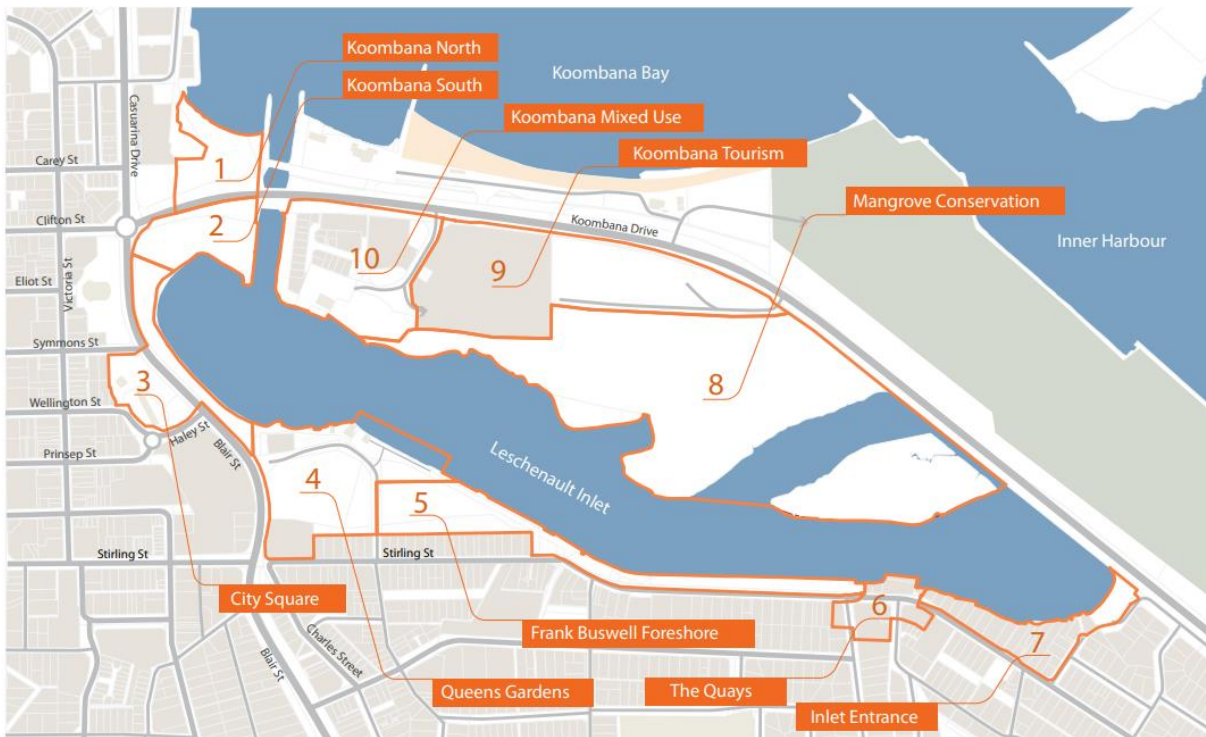 Koombana North
Koombana Bay
Koombana South
Koombana Mixed Use
Koombana Tourism
Casuarina Drive
Carey St
1
Mangrove Conservation
Clifton St
2
Koombana Drive
Inner Harbour
10
9
Victoria St
Eliot St
Symmons St
3
8
Wellington St
Haley St
Blair St
Prinsep St
Leschenault Inlet
4
5
Stirling St
Stirling St
City Square
6
Frank Buswell Foreshore
7
Charles Street
Blair St
Queens Gardens
The Quays
Inlet Entrance